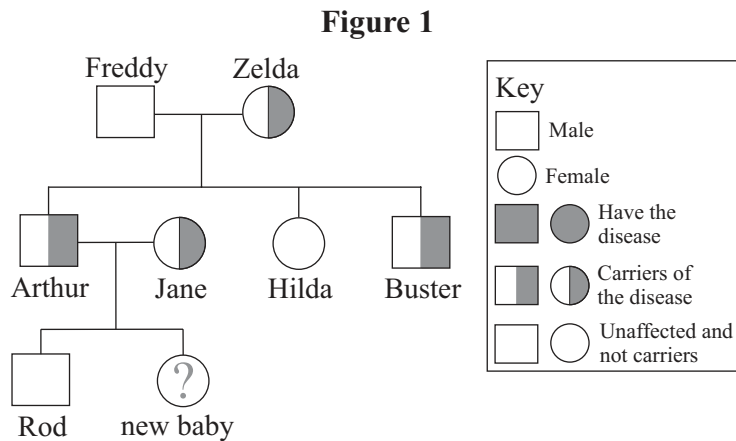 Figure 1
Freddy
Zelda
Arthur
Jane
Hilda
Buster
Rod
?
new baby
Key
Male
Female
Have the
disease
Carriers of
the disease
Unaffected and
not carriers